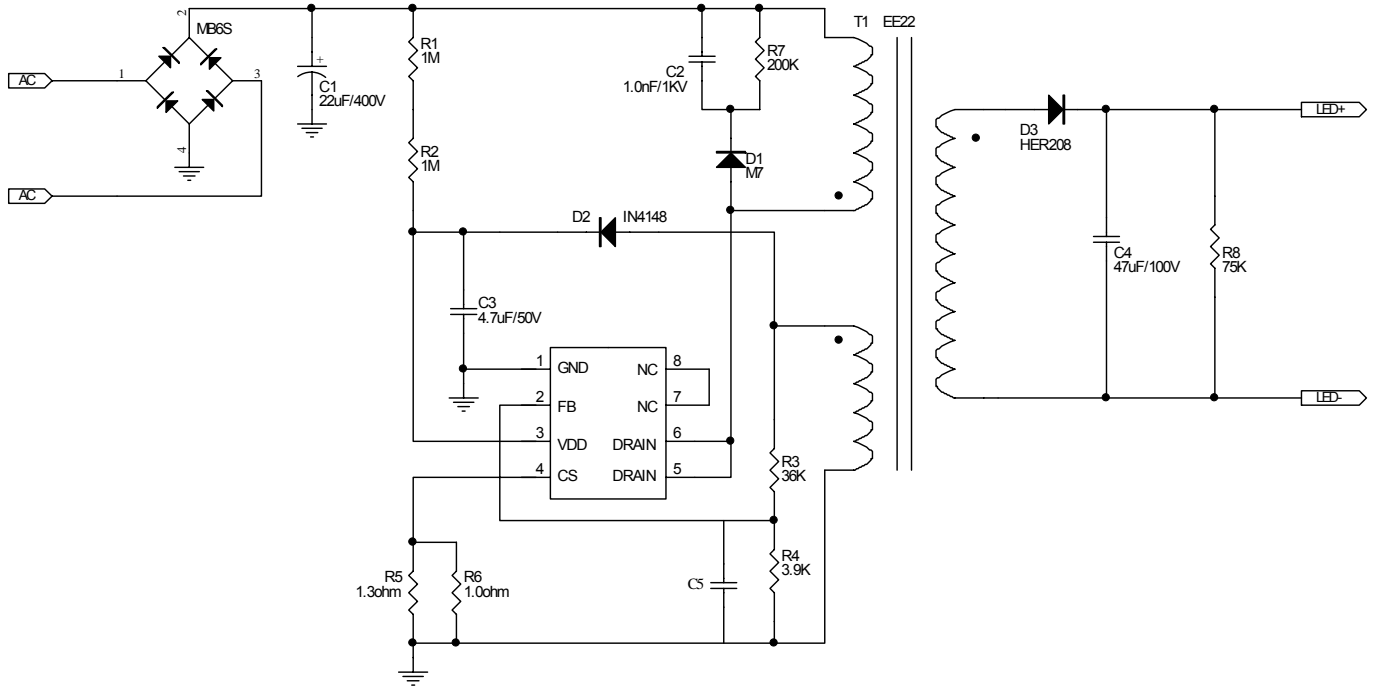 2
MB6S
AC
1
3
4
AC
+
C1
22uF/400V
R1
1M
R2
1M
C2
1.0nF/1KV
R7
200K
D1
M7
T1 EE22
D3
HER208
LED+
C4
47uF/100V
R8
75K
LED-
D2 IN4148
C3
4.7uF/50V
1 GND NC 8
2 FB NC 7
3 VDD DRAIN 6
4 CS DRAIN 5
R3
36K
R4
3.9K
C5
R5
1.3ohm
R6
1.0ohm